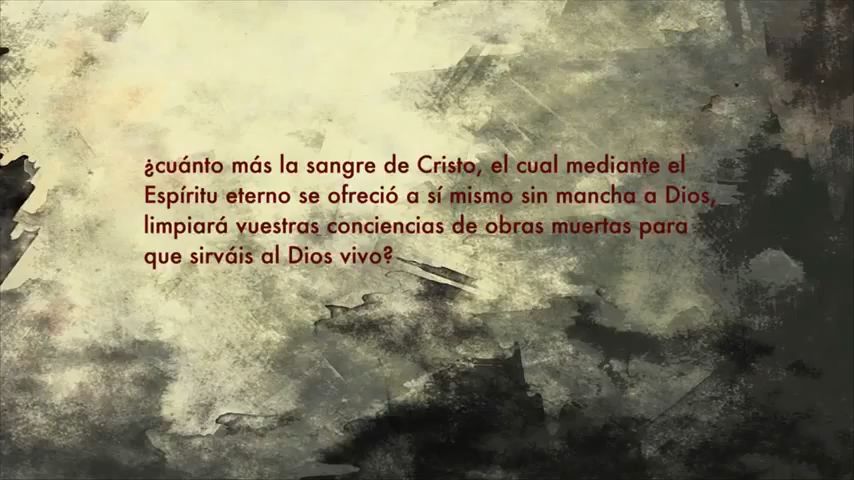 ¿cuánto más la sangre de Cristo, el cual mediante el
Espíritu eterno se ofreció a sí mismo sin mancha a Dios,
limpiará vuestras conciencias de obras muertas para
que sirváis al Dios vivo?